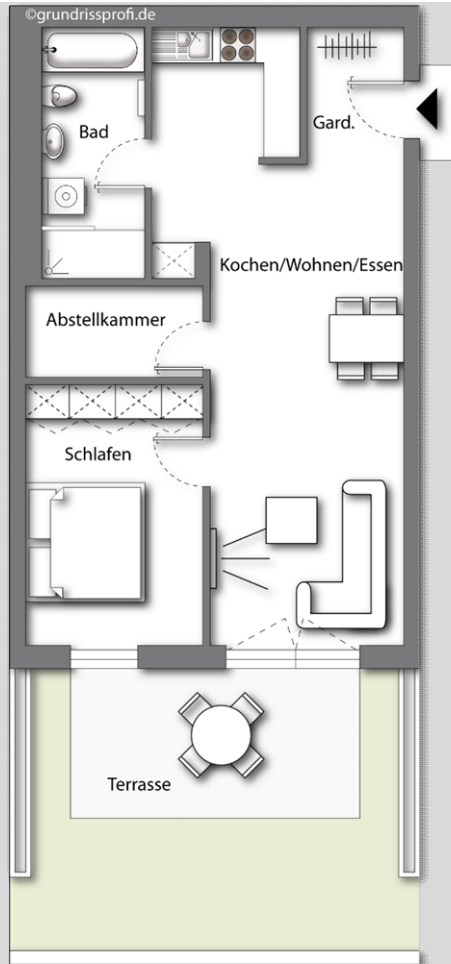 ©grundrissprofi.de
Bad
Gard.
Kochen/Wohnen/Essen
Abstellkammer
Schlafen
Terrasse